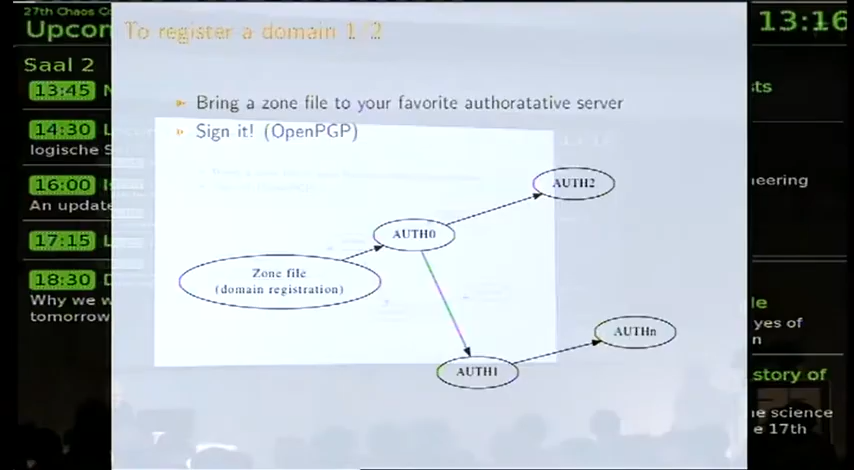 27th Chaos Co
Upcom
Saal 2
13:45
14:30
logische S
16:00
An update
17:15
18:30
Why we w
tomorrow
To register a domain 1 2
Bring a zone file to your favorite authoratative server
Sign it! (OpenPGP)
AUTH2
AUTH0
Zone file
(domain registration)
AUTHn
AUTH1
13:16
ts
eering
le
yes of
n
story of
e science
e 17th